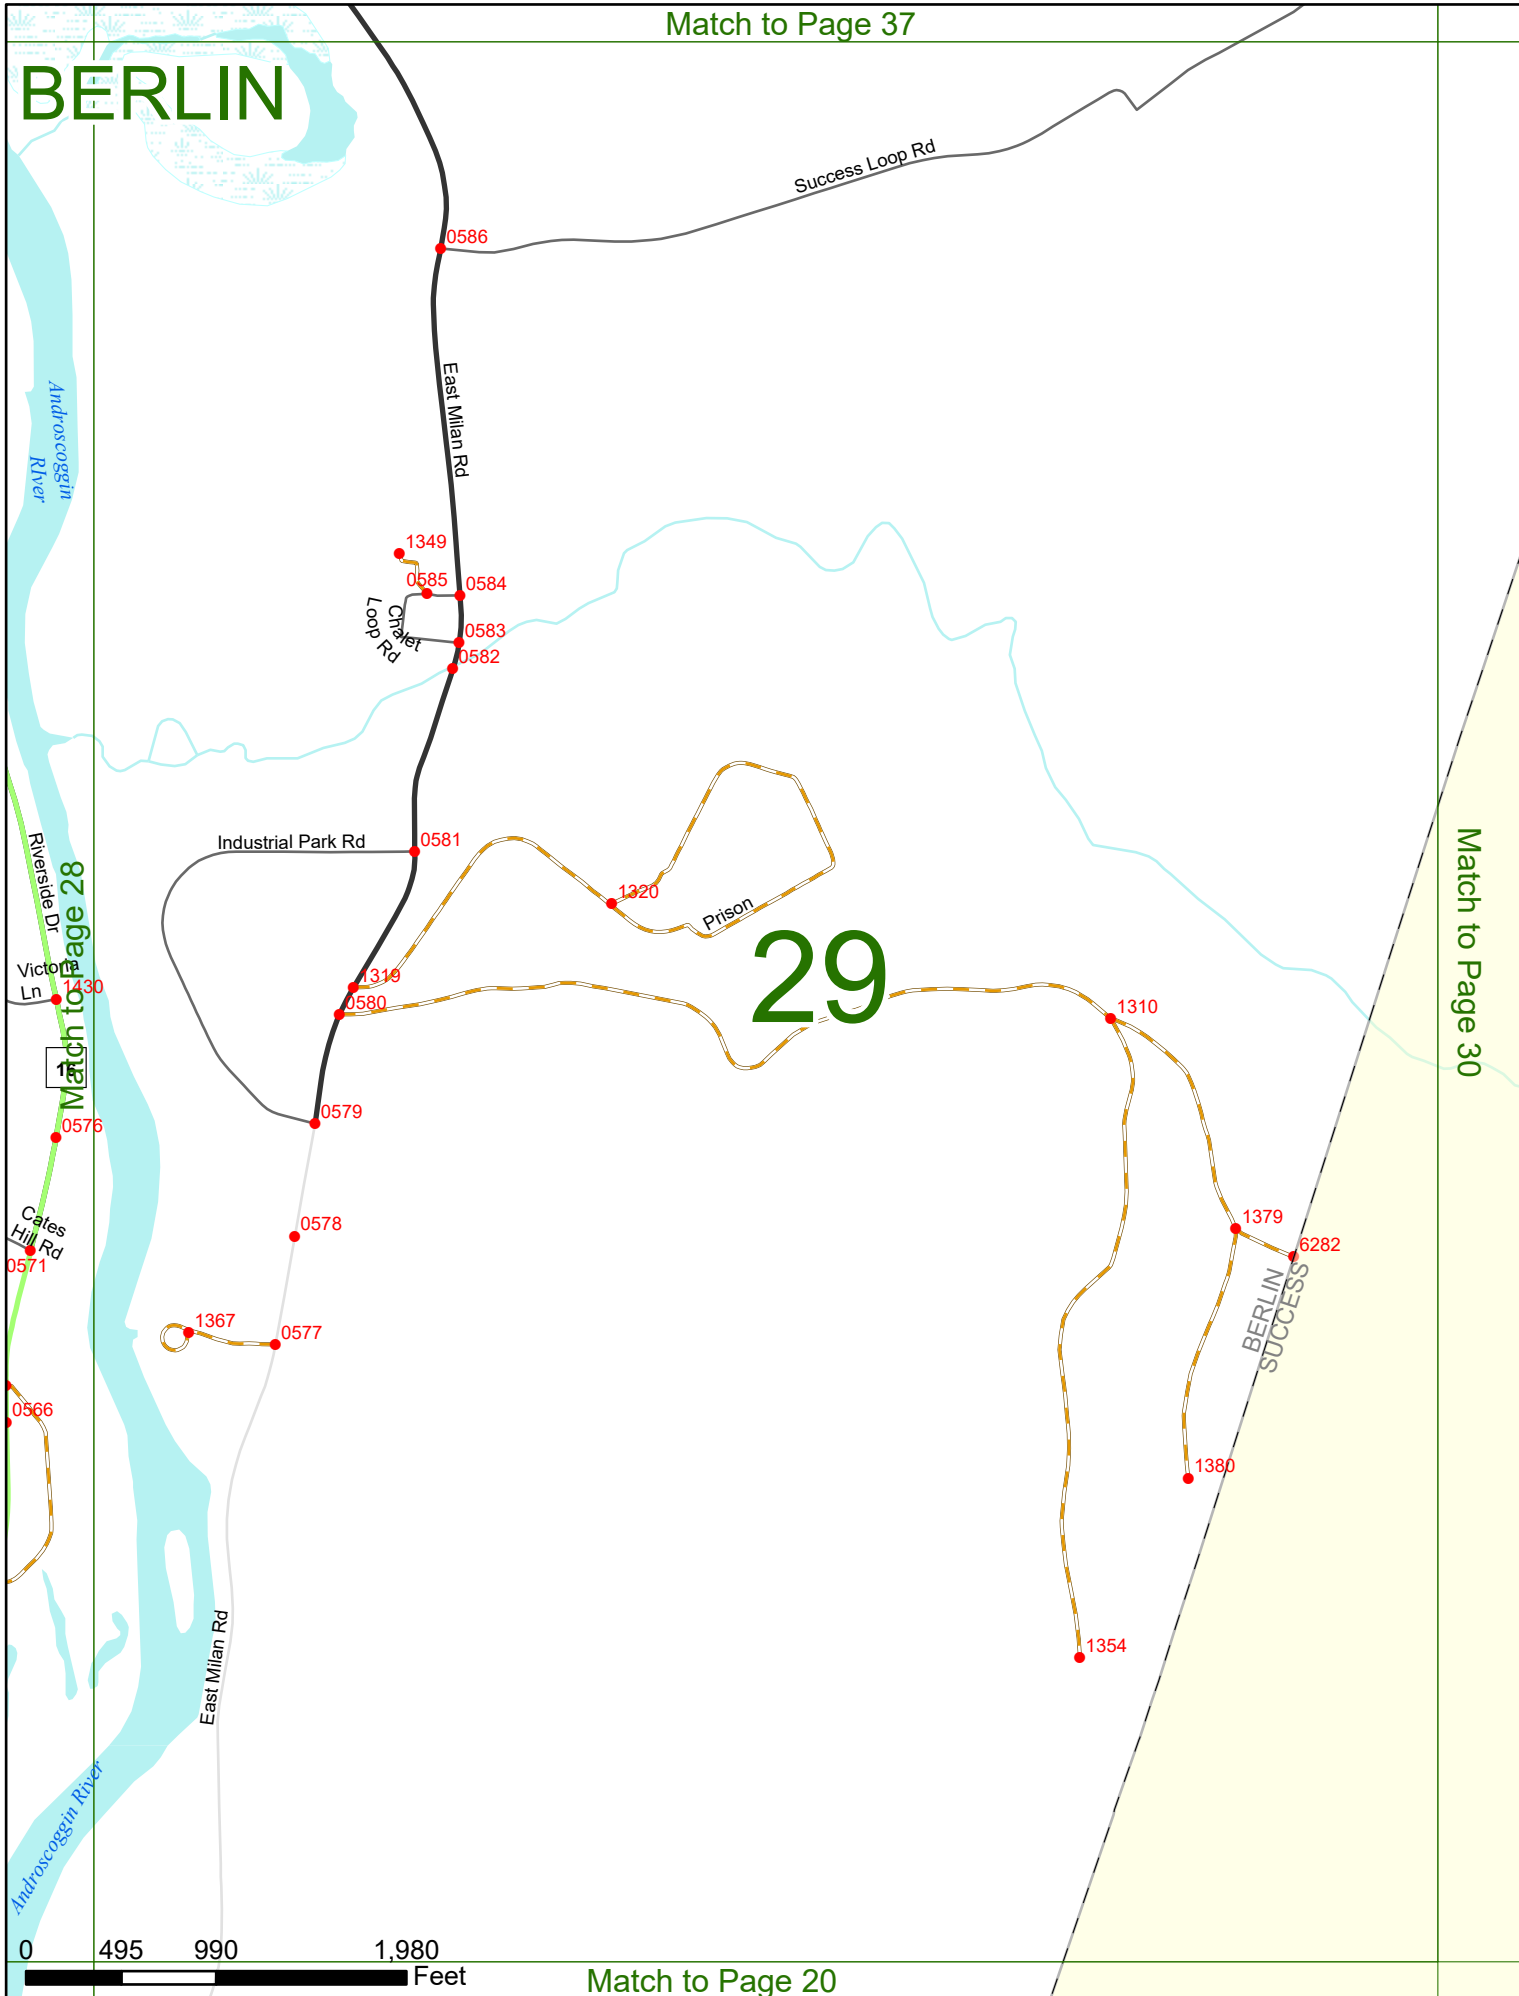 Match to Page 37
BERLIN
Success Loop Rd
0586
East Milan Rd
Androscoggin
RIver
1349
0585
0584
Chalet
Loop Rd
0583
0582
Industrial Park Rd
0581
Riverside Dr
Match to Page 28
Match to Page 30
1320
Prison
29
Victoria
Ln
1430
1319
0580
1310
16
0579
0576
Cates
Hill Rd
0571
0578
1379
6282
BERLIN
SUCCESS
1367
0577
0566
1380
East Milan Rd
1354
Androscoggin River
0 495 990 1,980
Feet
Match to Page 20